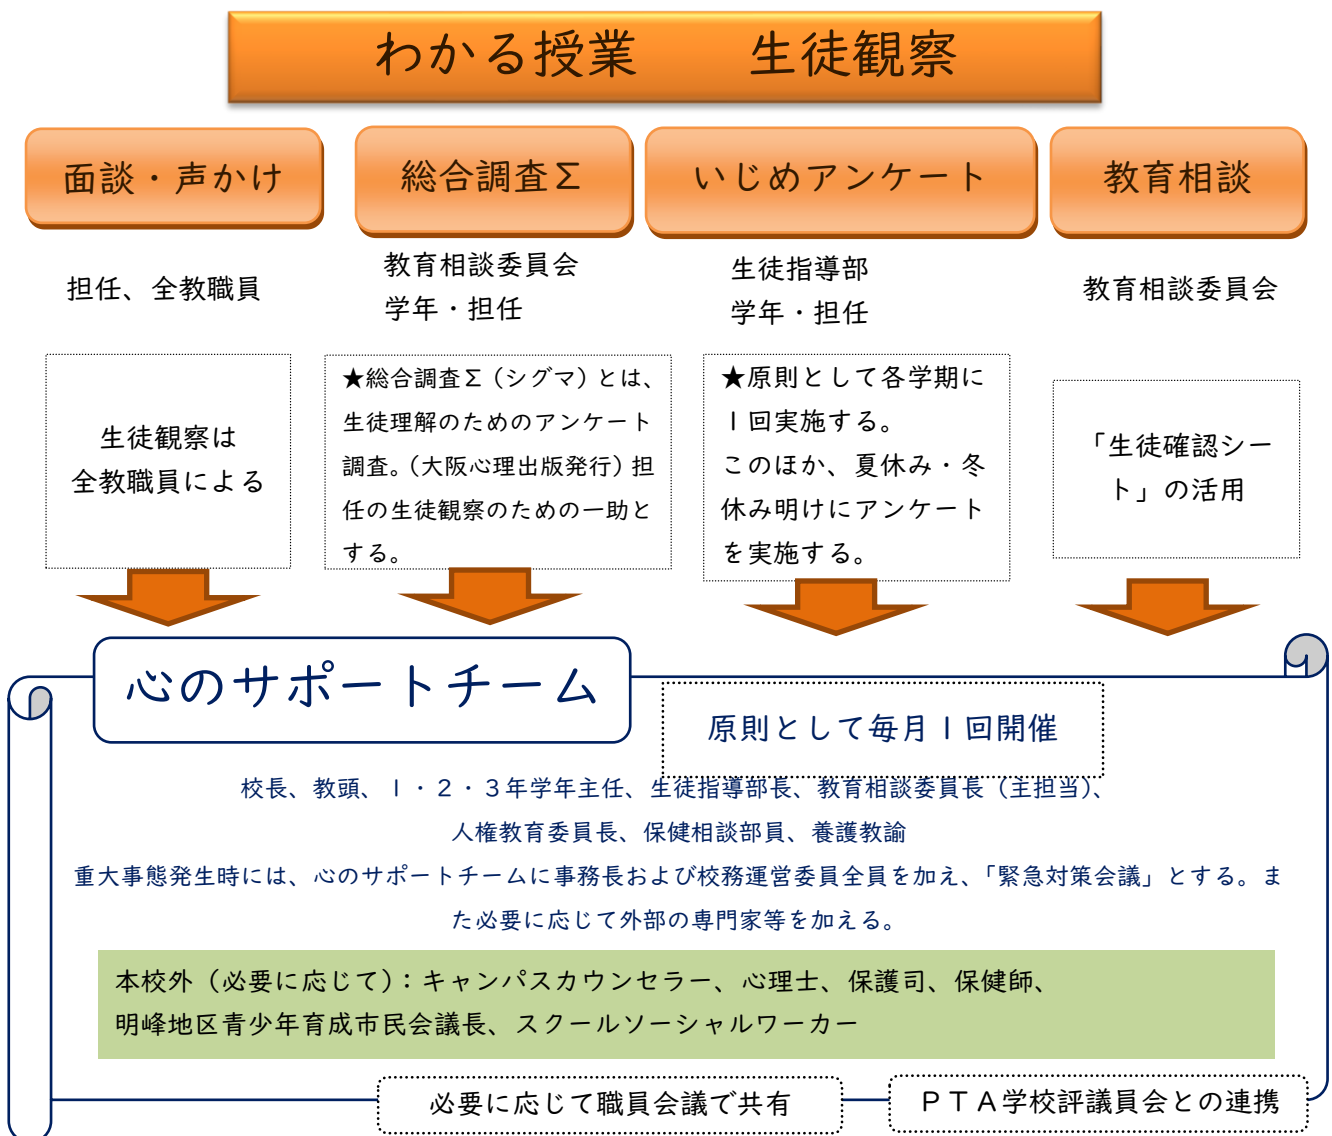 わかる授業　　生徒観察
面談・声かけ
総合調査Σ
いじめアンケート
教育相談
担任、全教職員
教育相談委員会
学年・担任
生徒指導部
学年・担任
教育相談委員会
生徒観察は
全教職員による
★総合調査Σ（シグマ）とは、
生徒理解のためのアンケート
調査。（大阪心理出版発行）担
任の生徒観察のための一助と
する。
★原則として各学期に
１回実施する。
このほか、夏休み・冬
休み明けにアンケート
を実施する。
「生徒確認シー
ト」の活用
心のサポートチーム
原則として毎月１回開催
校長、教頭、１・２・３年学年主任、生徒指導部長、教育相談委員長（主担当）、
人権教育委員長、保健相談部員、養護教諭
重大事態発生時には、心のサポートチームに事務長および校務運営委員全員を加え、「緊急対策会議」とする。ま
た必要に応じて外部の専門家等を加える。
本校外（必要に応じて）：キャンパスカウンセラー、心理士、保護司、保健師、
明峰地区青少年育成市民会議長、スクールソーシャルワーカー
必要に応じて職員会議で共有
ＰＴＡ学校評議員会との連携